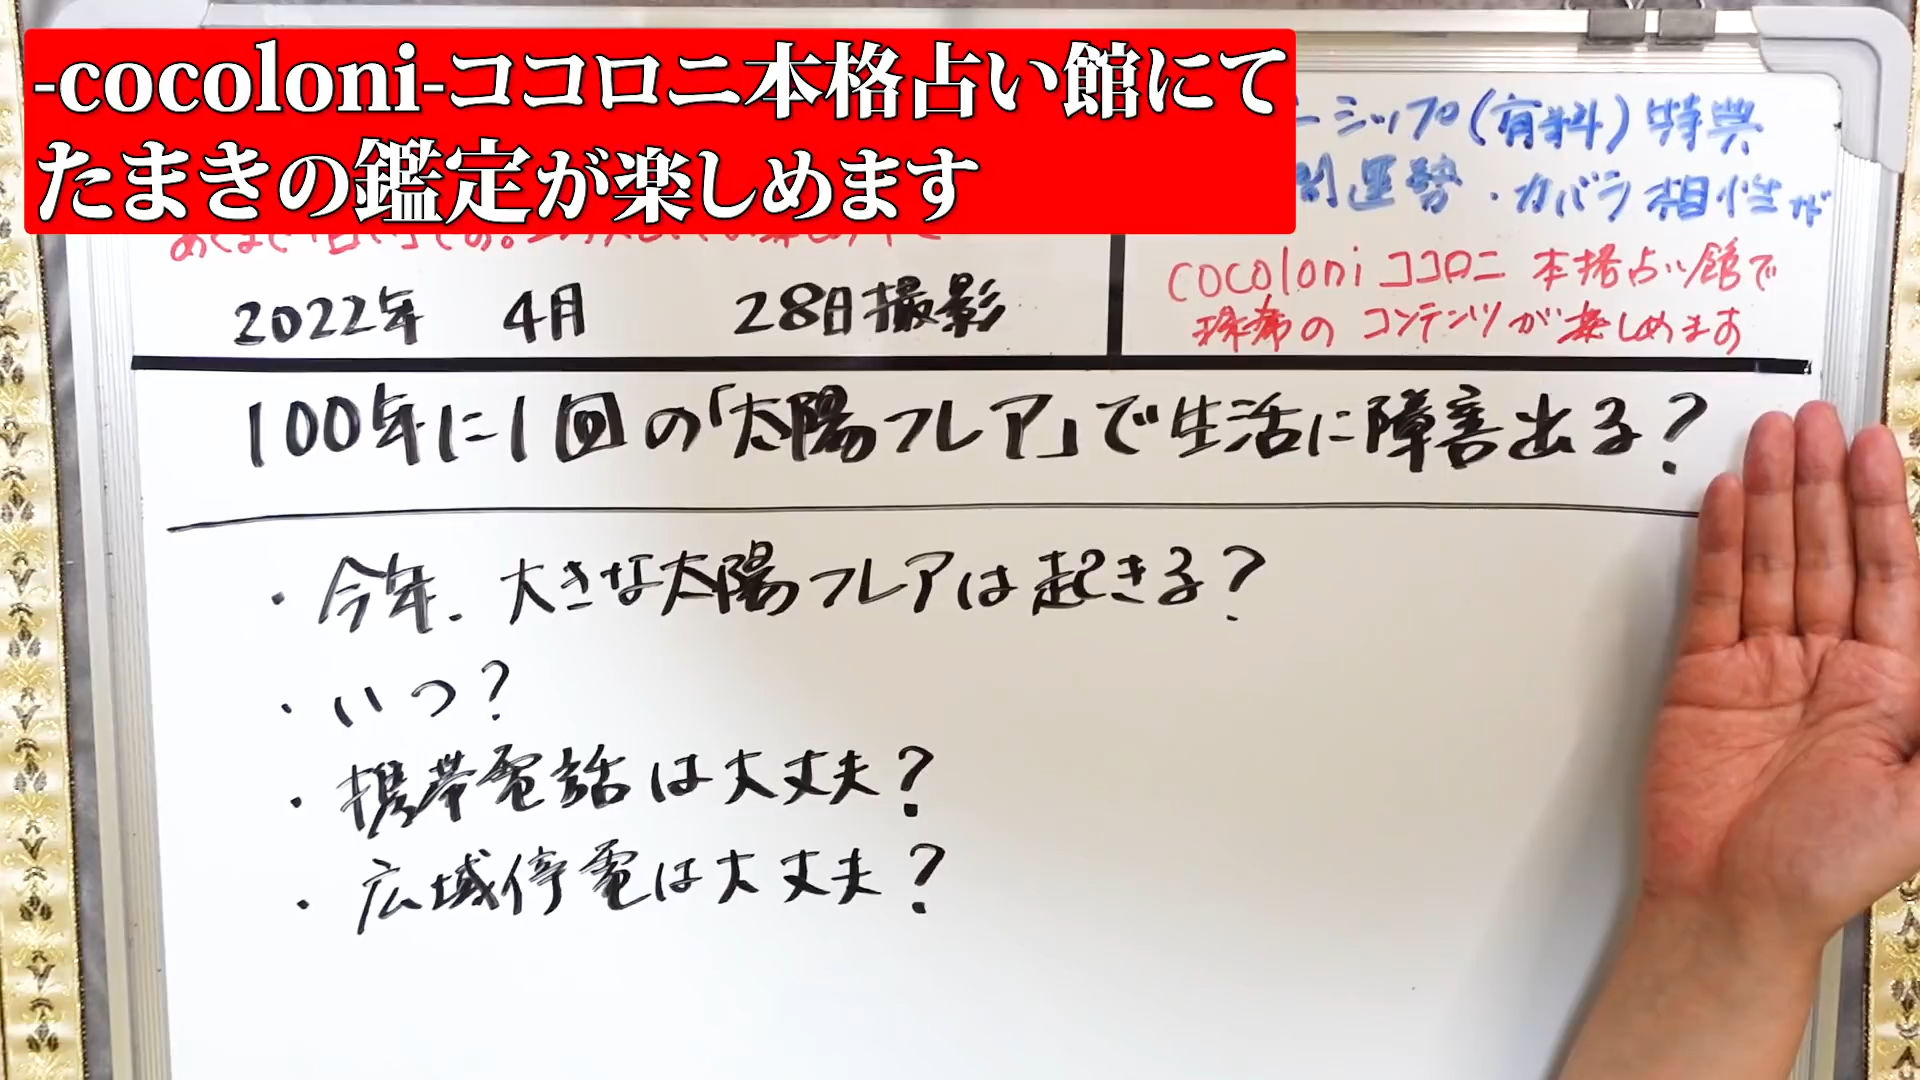 -cocoloni-ココロニ本格占い館にて
たまきの鑑定が楽しめます
ーシップ(有料)特典
間運勢・カバラ相性が
cocoloni ココロニ 本格占い館で
のコンテンツが楽しめます
2022年 4月 28日撮影
100年に1回の「太陽フレア」で生活に障害出る?
・今年、大きな太陽フレアは起きる?
・いつ?
・携帯電話は大丈夫?
・広域停電は大丈夫?